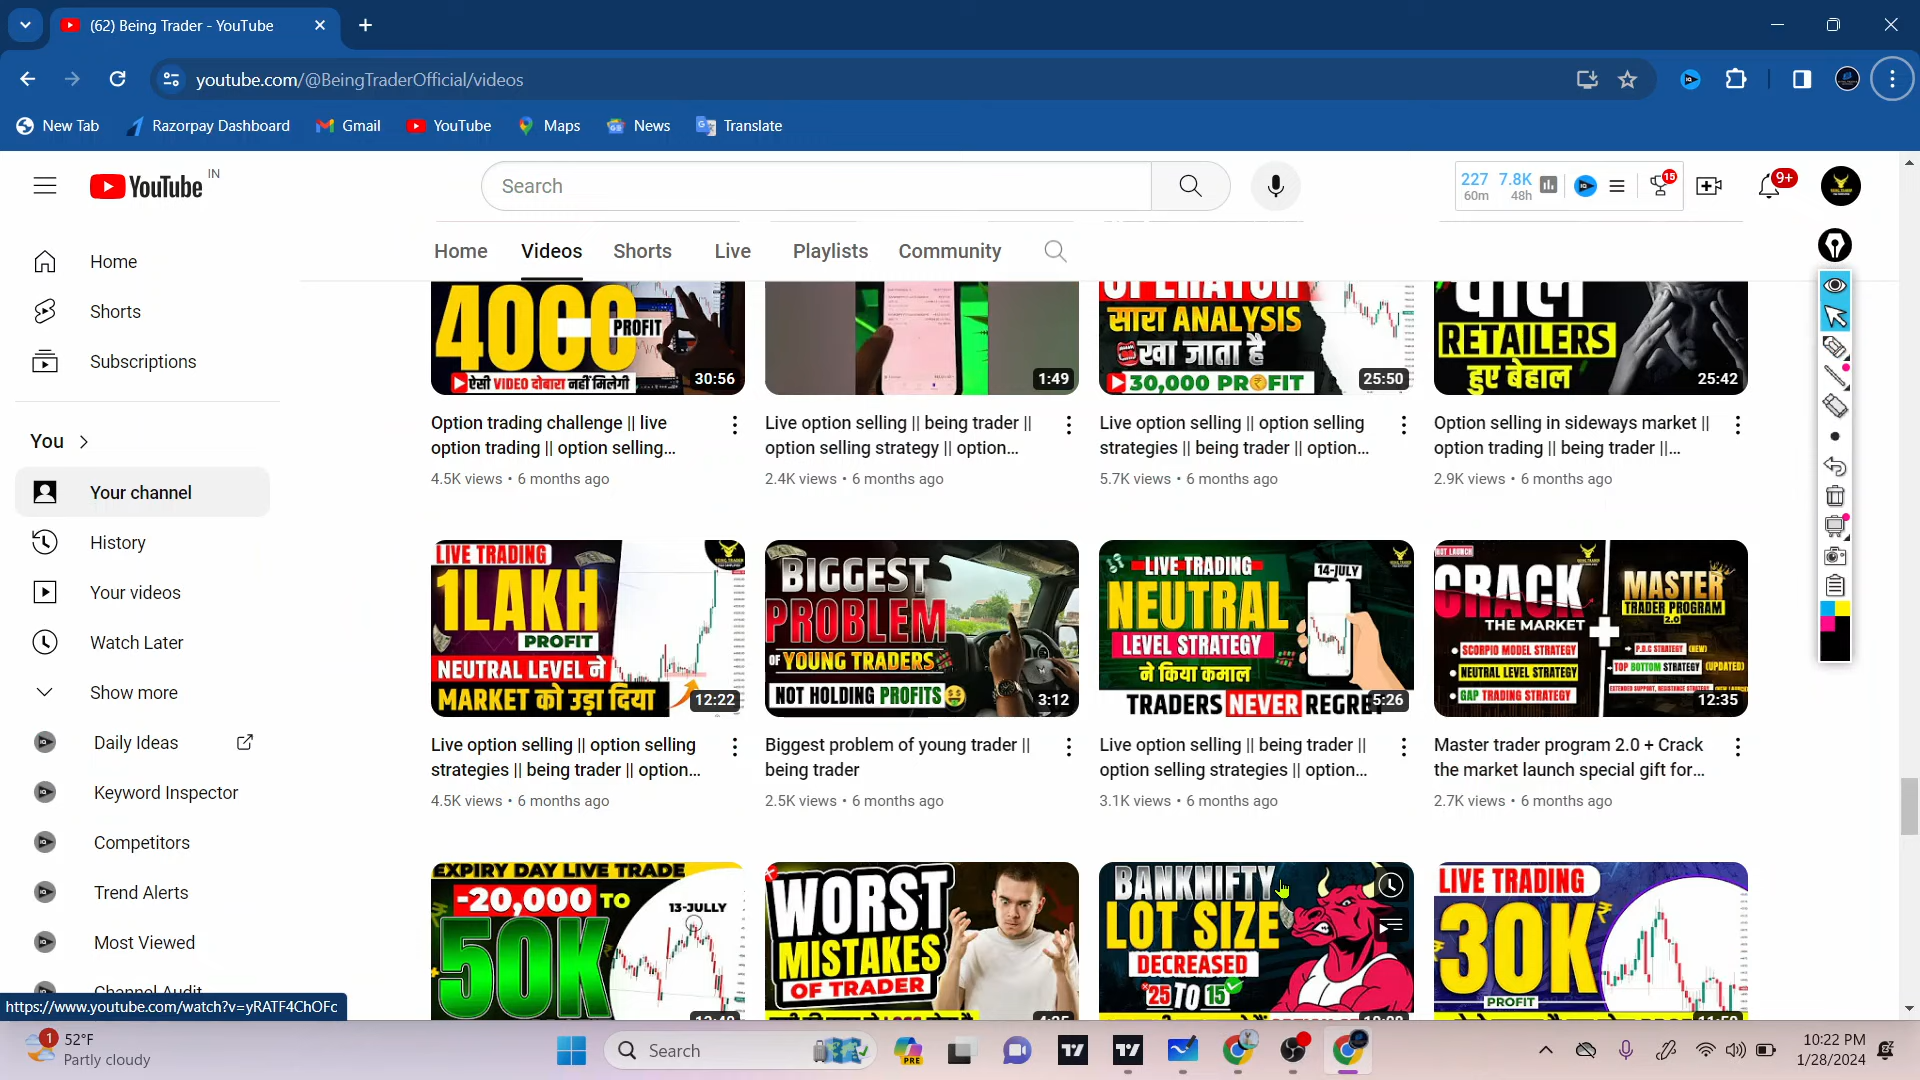 (62) Being Trader - YouTube
youtube.com/@BeingTraderOfficial/videos
New Tab
Razorpay Dashboard
Gmail
YouTube
Maps
News
Translate
YouTube IN
Search
227 7.8K
60m 48h
15
9+
Home
Videos
Shorts
Live
Playlists
Community
Home
Shorts
Subscriptions
You
Your channel
History
Your videos
Watch Later
Show more
Daily Ideas
Keyword Inspector
Competitors
Trend Alerts
Most Viewed
Channel Audit
PROFIT
ऐसी VIDEO दोबारा नहीं मिलेगी
30:56
Option trading challenge || live
option trading || option selling...
4.5K views • 6 months ago
1:49
Live option selling || being trader ||
option selling strategy || option...
2.4K views • 6 months ago
OPERATOR
सारा ANALYSIS
खा जाता है
30,000 PROFIT
25:50
Live option selling || option selling
strategies || being trader || option...
5.7K views • 6 months ago
वाले
RETAILERS
हुए बेहाल
25:42
Option selling in sideways market ||
option trading || being trader ||...
2.9K views • 6 months ago
LIVE TRADING
1LAKH
PROFIT
NEUTRAL LEVEL ने
MARKET को उड़ा दिया
12:22
Live option selling || option selling
strategies || being trader || option...
4.5K views • 6 months ago
BIGGEST
PROBLEM
OF YOUNG TRADERS
NOT HOLDING PROFITS
3:12
Biggest problem of young trader ||
being trader
2.5K views • 6 months ago
LIVE TRADING
14-JULY
NEUTRAL
LEVEL STRATEGY
ने किया कमाल
TRADERS NEVER REGRET
5:26
Live option selling || being trader ||
option selling strategies || option...
3.1K views • 6 months ago
CRACK
THE MARKET
MASTER
TRADER PROGRAM
2.0
SCORPIO MODEL STRATEGY
NEUTRAL LEVEL STRATEGY
GAP TRADING STRATEGY
P.D.C STRATEGY (NEW)
TOP BOTTOM STRATEGY (UPDATED)
12:35
Master trader program 2.0 + Crack
the market launch special gift for...
2.7K views • 6 months ago
EXPIRY DAY LIVE TRADE
-20,000 TO
50K
13-JULLY
WORST
MISTAKES
OF TRADER
BANKNIFTY
LOT SIZE
DECREASED
25 TO 15
LIVE TRADING
30K
PROFIT
https://www.youtube.com/watch?v=yRATF4ChOFc
1
52°F
Partly cloudy
Search
PRE
10:22 PM
1/28/2024